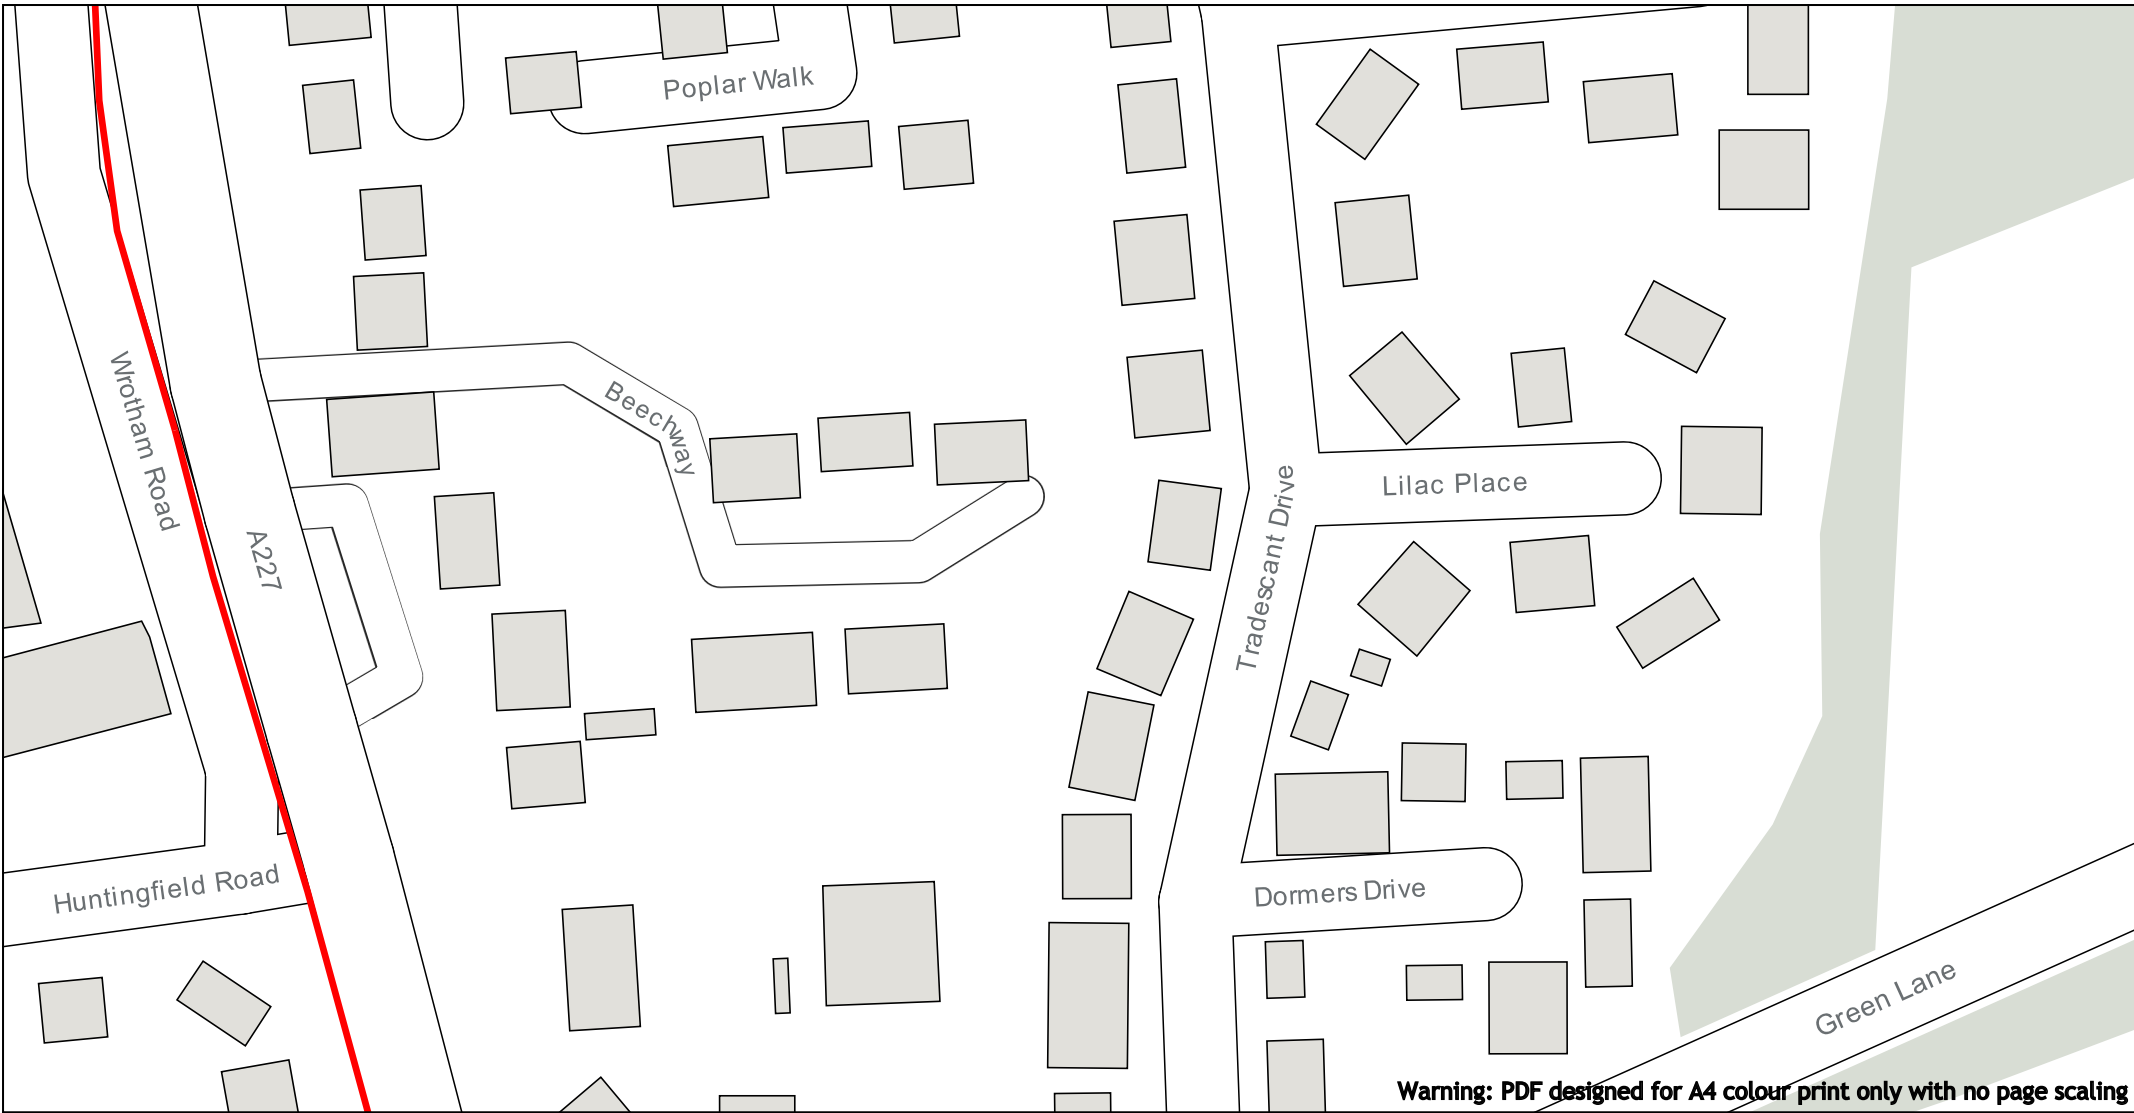 Poplar Walk
Wrotham Road
Beechway
A227
Tradescant Drive
Lilac Place
Huntingfield Road
Dormers Drive
Green Lane
Warning: PDF designed for A4 colour print only with no page scaling